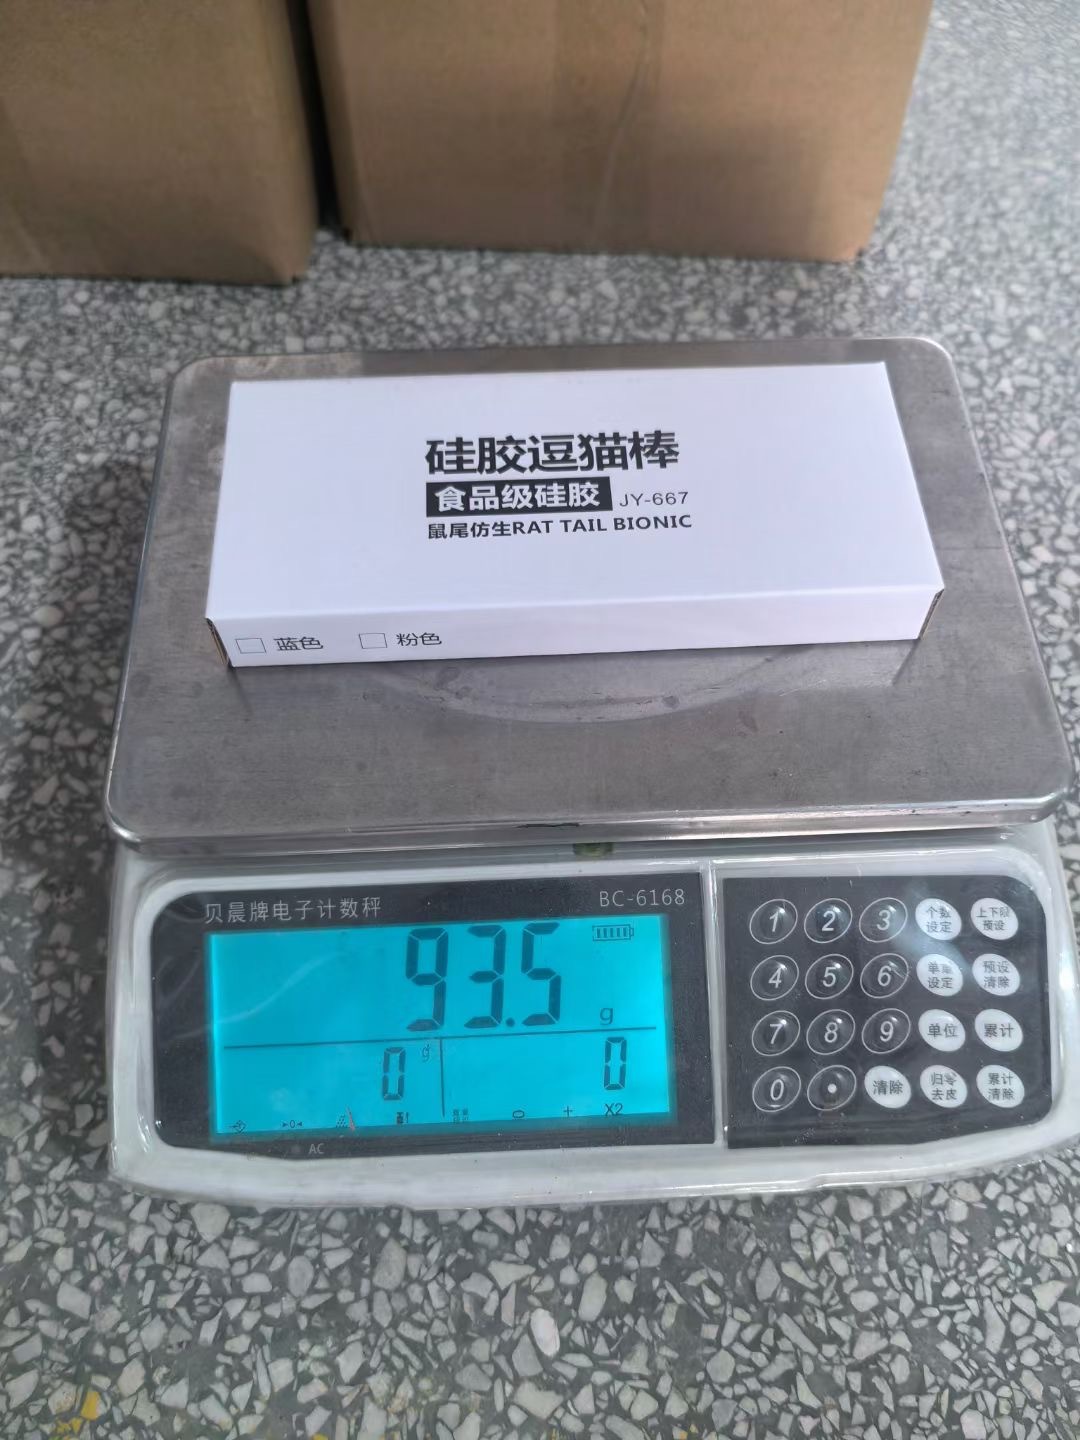 硅胶逗猫棒
食品级硅胶 JY-667
鼠尾仿生RAT TAIL BIONIC
蓝色 粉色
贝晨牌电子计数秤 BC-6168
93.5 g
0 g 0
+ X2
AC
1 2 3 个数设定 上下限预设
4 5 6 单重设定 预设清除
7 8 9 单位 累计
0 . 清除 归零去皮 累计清除